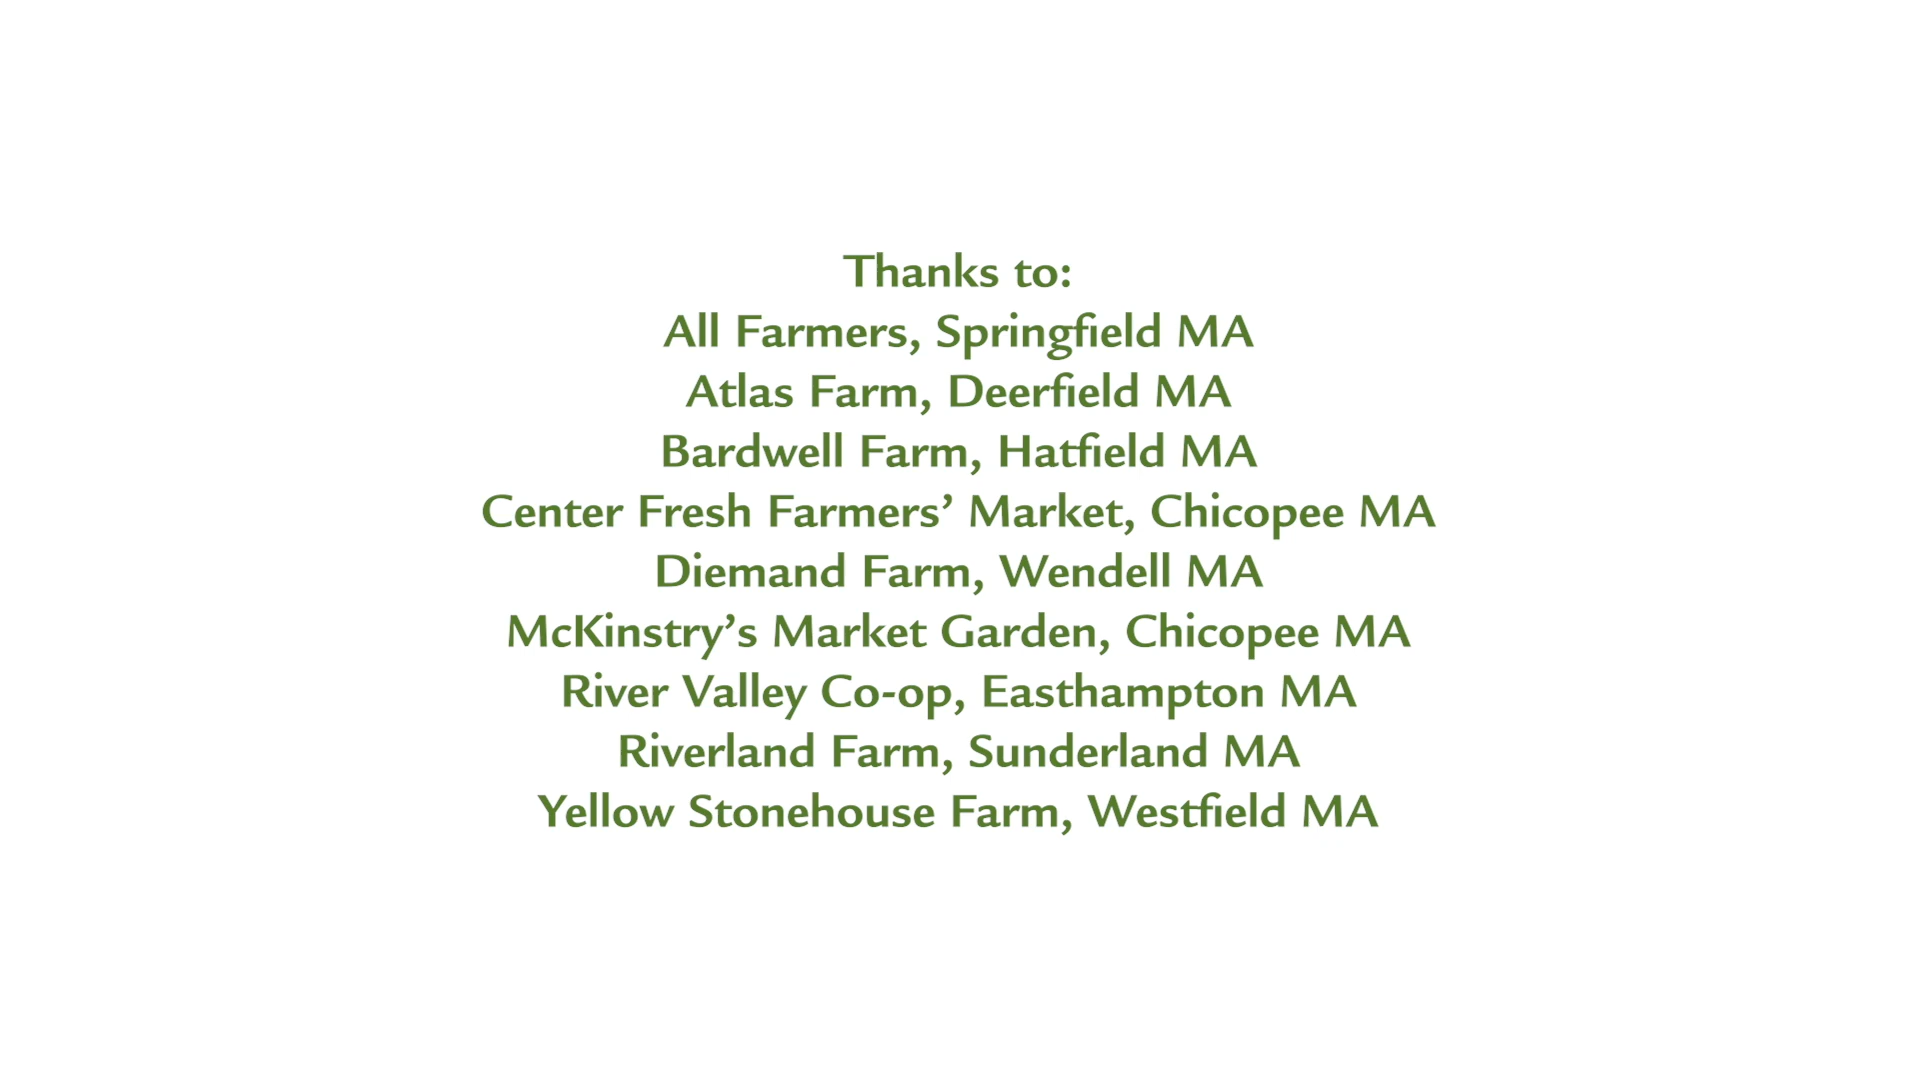 Thanks to:
All Farmers, Springfield MA
Atlas Farm, Deerfield MA
Bardwell Farm, Hatfield MA
Center Fresh Farmers’ Market, Chicopee MA
Diemand Farm, Wendell MA
McKinstry’s Market Garden, Chicopee MA
River Valley Co-op, Easthampton MA
Riverland Farm, Sunderland MA
Yellow Stonehouse Farm, Westfield MA